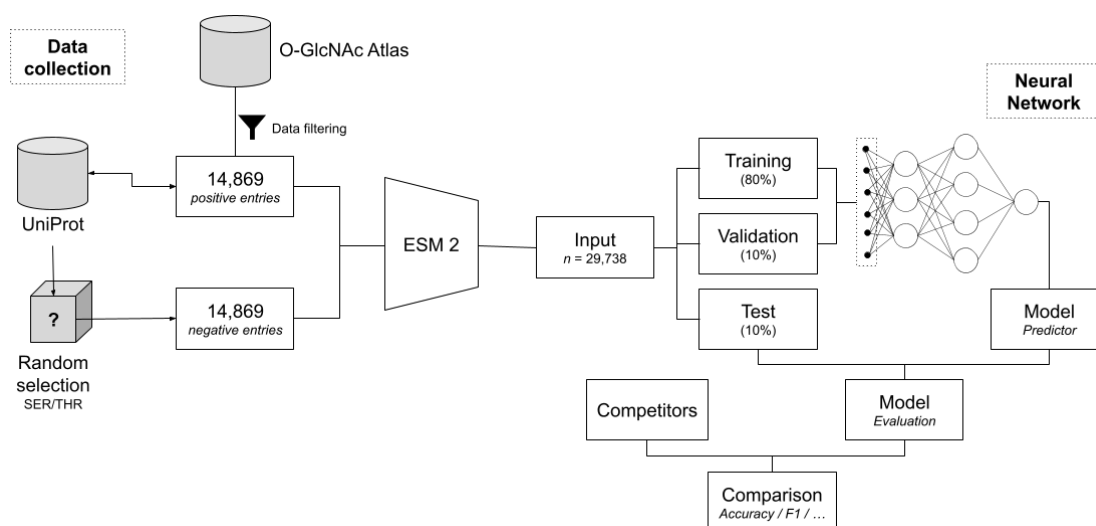 Data
collection
O-GlcNAc Atlas
Data filtering
UniProt
14,869
positive entries
?
Random
selection
SER/THR
14,869
negative entries
ESM 2
Input
n = 29,738
Training
(80%)
Validation
(10%)
Test
(10%)
Neural
Network
Model
Predictor
Competitors
Model
Evaluation
Comparison
Accuracy / F1 / ...